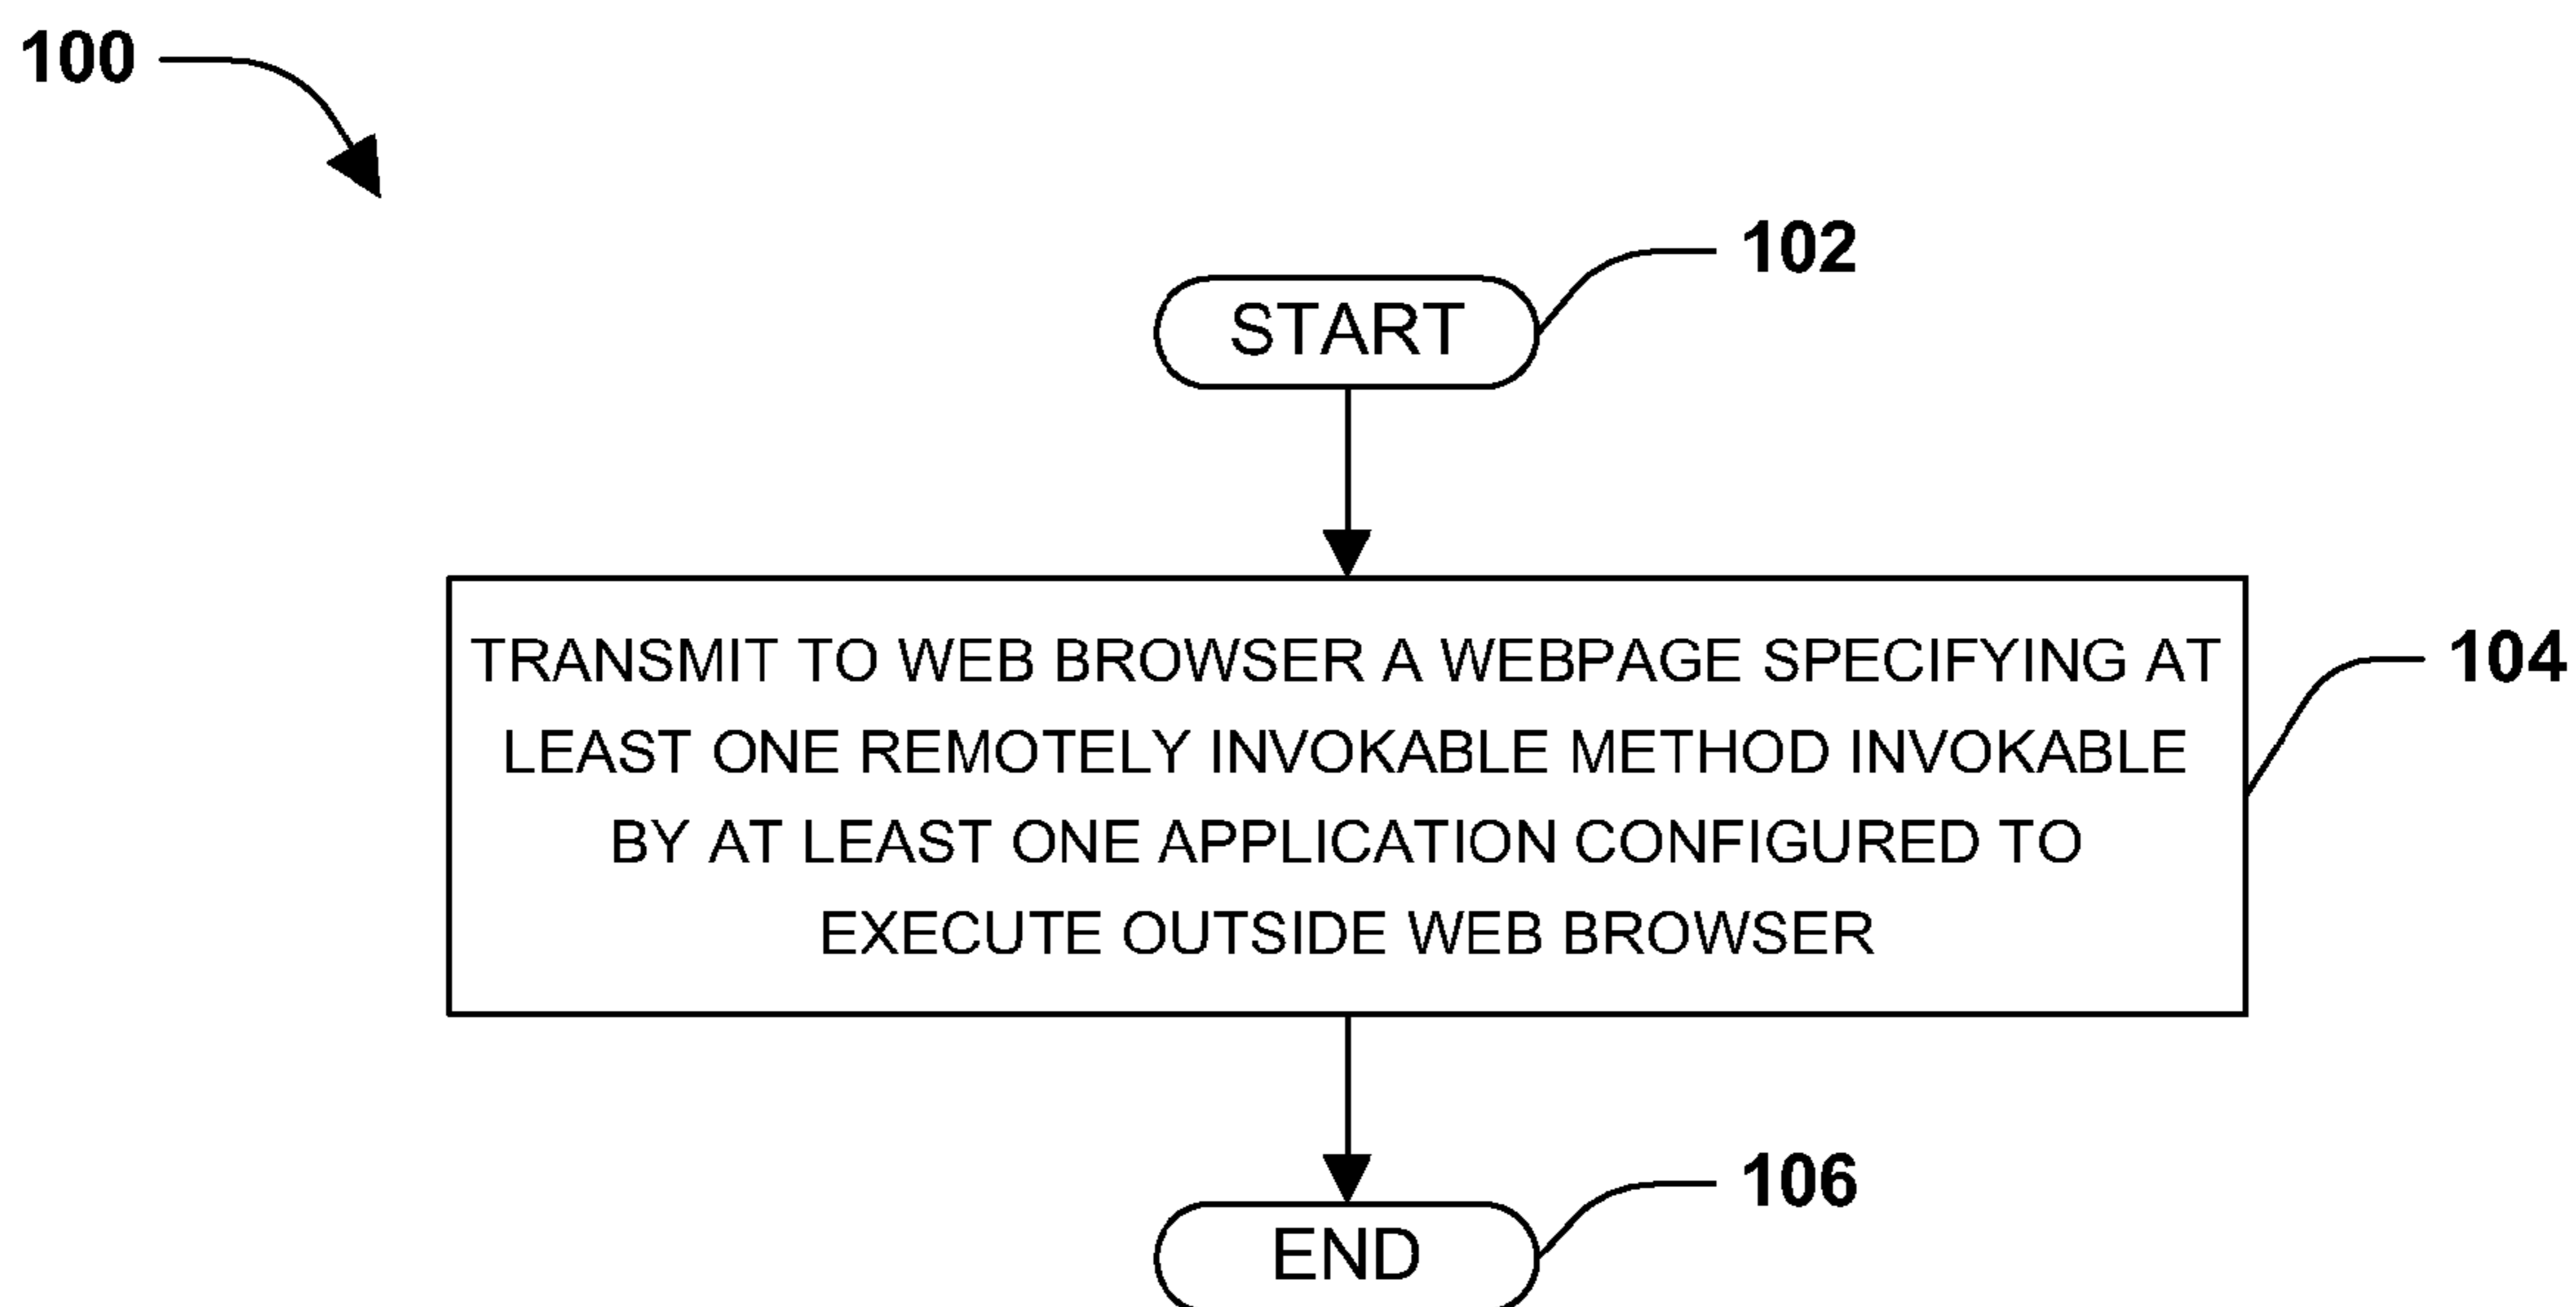 100
102
START
TRANSMIT TO WEB BROWSER A WEBPAGE SPECIFYING AT
LEAST ONE REMOTELY INVOKABLE METHOD INVOKABLE
BY AT LEAST ONE APPLICATION CONFIGURED TO
EXECUTE OUTSIDE WEB BROWSER
104
106
END